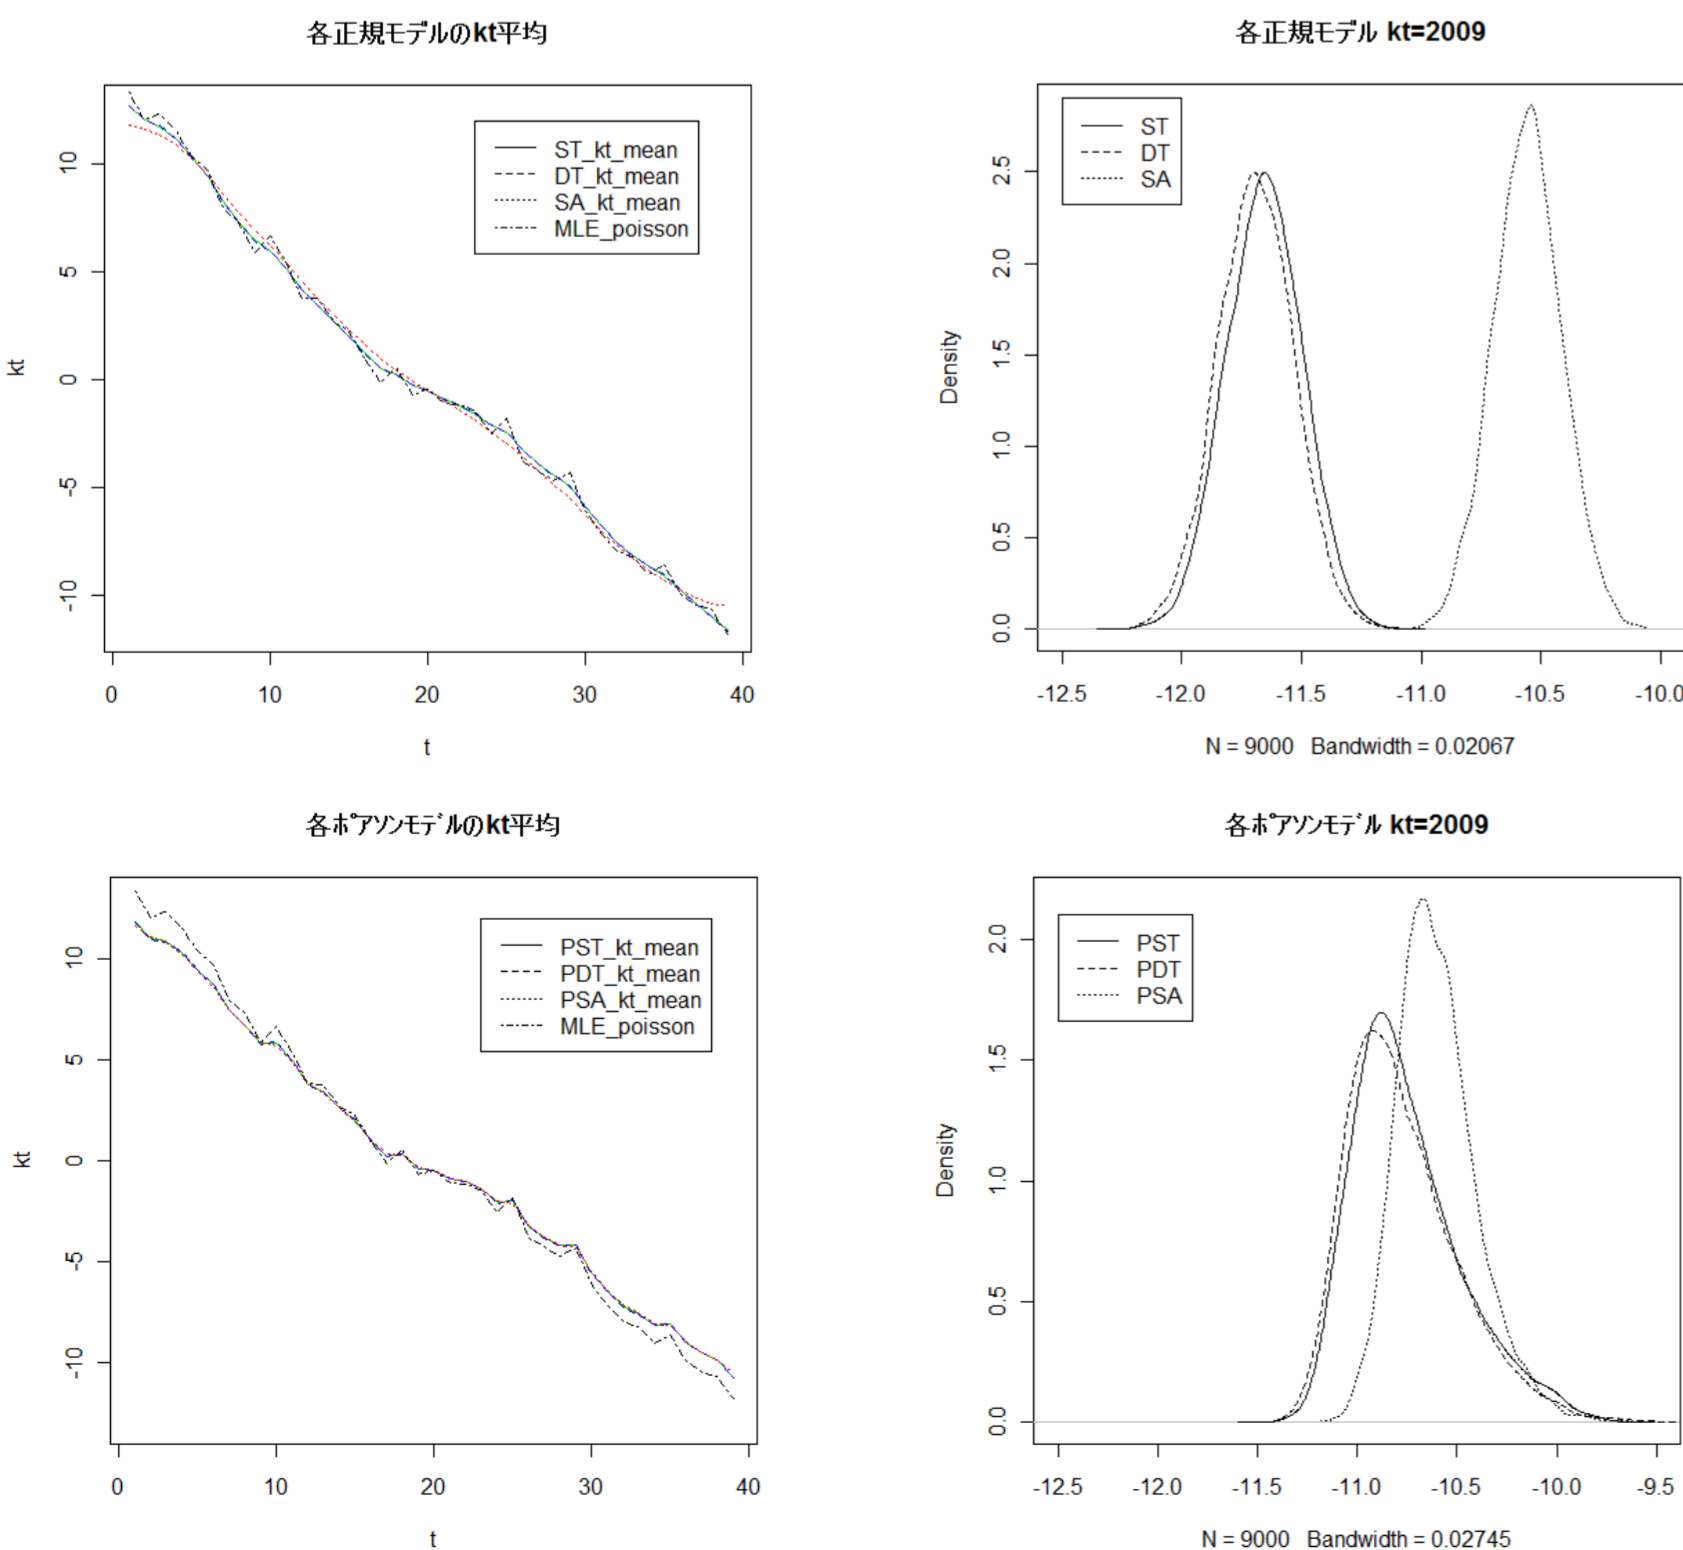 各正規モデルのkt平均
ST_kt_mean
DT_kt_mean
SA_kt_mean
MLE_poisson
kt
10
5
0
-5
-10
0 10 20 30 40
t
各正規モデル kt=2009
ST
DT
SA
Density
2.5
2.0
1.5
1.0
0.5
0.0
-12.5 -12.0 -11.5 -11.0 -10.5 -10.0
N = 9000 Bandwidth = 0.02067
各ポアソンモデルのkt平均
PST_kt_mean
PDT_kt_mean
PSA_kt_mean
MLE_poisson
kt
10
5
0
-5
-10
0 10 20 30 40
t
各ポアソンモデル kt=2009
PST
PDT
PSA
Density
2.0
1.5
1.0
0.5
0.0
-12.5 -12.0 -11.5 -11.0 -10.5 -10.0 -9.5
N = 9000 Bandwidth = 0.02745